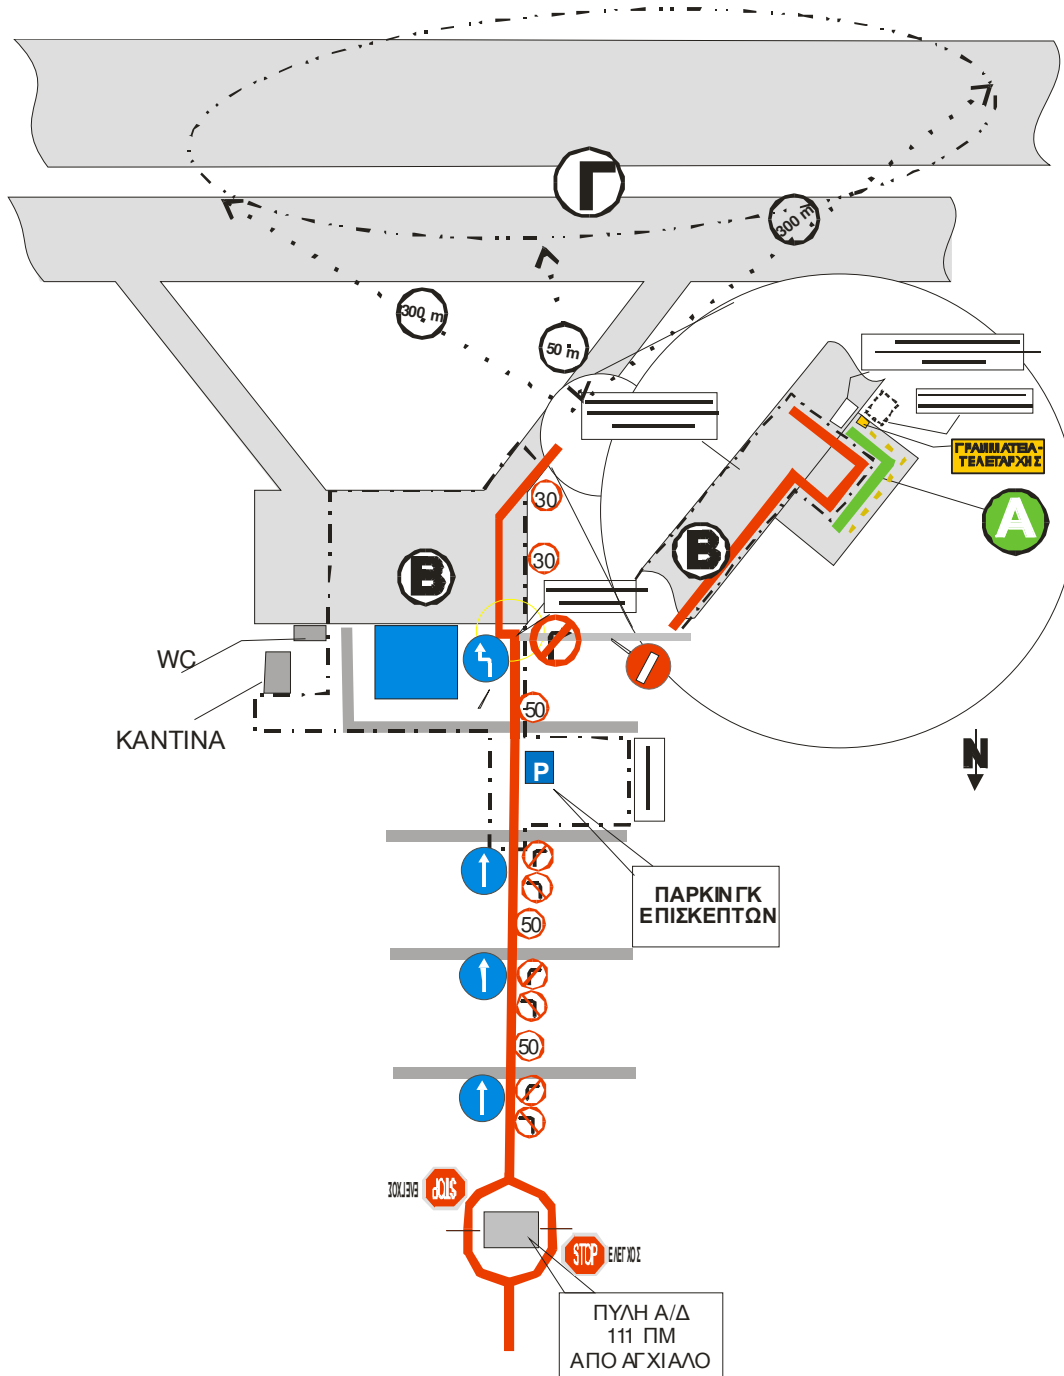 Γ
300 m
300 m
50 m
ΓΡΑΜΜΑΤΕΙΑ-
ΤΕΛΕΤΑΡΧΗΣ
A
30
B
B
30
WC
ΚΑΝΤΙΝΑ
50
N
P
ΠΑΡΚΙΝΓΚ
ΕΠΙΣΚΕΠΤΩΝ
50
50
STOP
ΕΛΕΓΧΟΣ
STOP
ΕΛΕΓΧΟΣ
ΠΥΛΗ Α/Δ
111 ΠΜ
ΑΠΟ ΑΓΧΙΑΛΟ